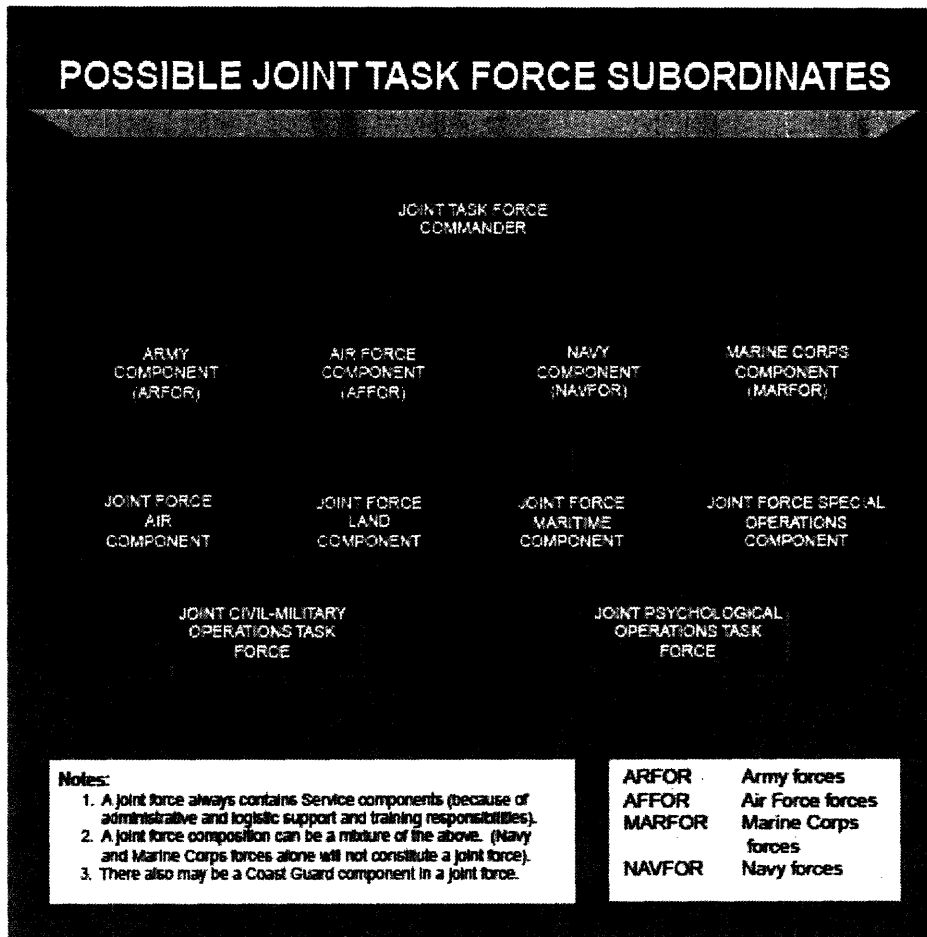 POSSIBLE JOINT TASK FORCE SUBORDINATES
JOINT TASK FORCE
COMMANDER
ARMY
COMPONENT
(ARFOR)
AIR FORCE
COMPONENT
(AFFOR)
NAVY
COMPONENT
(NAVFOR)
MARINE CORPS
COMPONENT
(MARFOR)
JOINT FORCE
AIR
COMPONENT
JOINT FORCE
LAND
COMPONENT
JOINT FORCE
MARITIME
COMPONENT
JOINT FORCE SPECIAL
OPERATIONS
COMPONENT
JOINT CIVIL-MILITARY
OPERATIONS TASK
FORCE
JOINT PSYCHOLOGICAL
OPERATIONS TASK
FORCE
Notes:
1. A joint force always contains Service components (because of
administrative and logistic support and training responsibilities).
2. A joint force composition can be a mixture of the above. (Navy
and Marine Corps forces alone will not constitute a joint force).
3. There also may be a Coast Guard component in a joint force.
ARFOR Army forces
AFFOR Air Force forces
MARFOR Marine Corps
forces
NAVFOR Navy forces